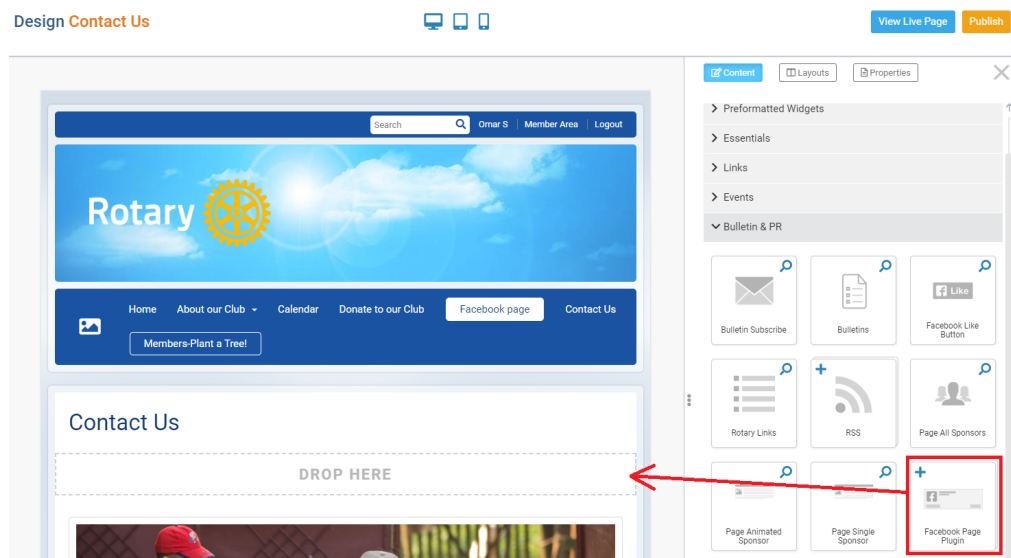 Design Contact Us
View Live Page
Publish
Content
Layouts
Properties
Search
Omar S
Member Area
Logout
Rotary
Home
About our Club
Calendar
Donate to our Club
Facebook page
Contact Us
Members-Plant a Tree!
Contact Us
DROP HERE
Preformatted Widgets
Essentials
Links
Events
Bulletin & PR
Bulletin Subscribe
Bulletins
Like
Facebook Like
Button
Rotary Links
RSS
Page All Sponsors
Page Animated
Sponsor
Page Single
Sponsor
Facebook Page
Plugin